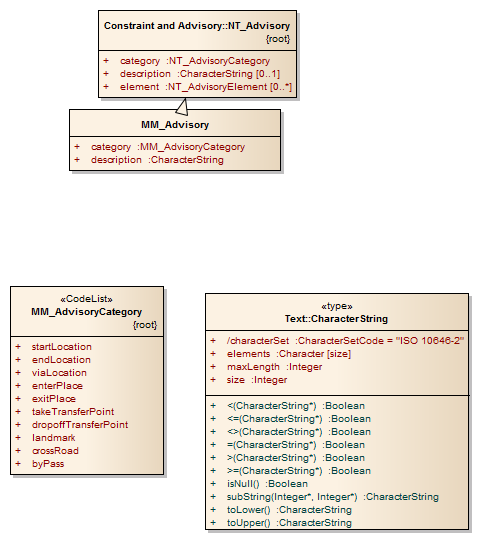 Constraint and Advisory::NT_Advisory
{root}
+ category :NT_AdvisoryCategory
+ description :CharacterString [0..1]
+ element :NT_AdvisoryElement [0..*]
MM_Advisory
+ category :MM_AdvisoryCategory
+ description :CharacterString
«CodeList»
MM_AdvisoryCategory
{root}
+ startLocation
+ endLocation
+ viaLocation
+ enterPlace
+ exitPlace
+ takeTransferPoint
+ dropoffTransferPoint
+ landmark
+ crossRoad
+ byPass
«type»
Text::CharacterString
+ /characterSet :CharacterSetCode = "ISO 10646-2"
+ elements :Character [size]
+ maxLength :Integer
+ size :Integer
+ <(CharacterString*) :Boolean
+ <=(CharacterString*) :Boolean
+ <>(CharacterString*) :Boolean
+ =(CharacterString*) :Boolean
+ >(CharacterString*) :Boolean
+ >=(CharacterString*) :Boolean
+ isNull() :Boolean
+ subString(Integer*, Integer*) :CharacterString
+ toLower() :CharacterString
+ toUpper() :CharacterString